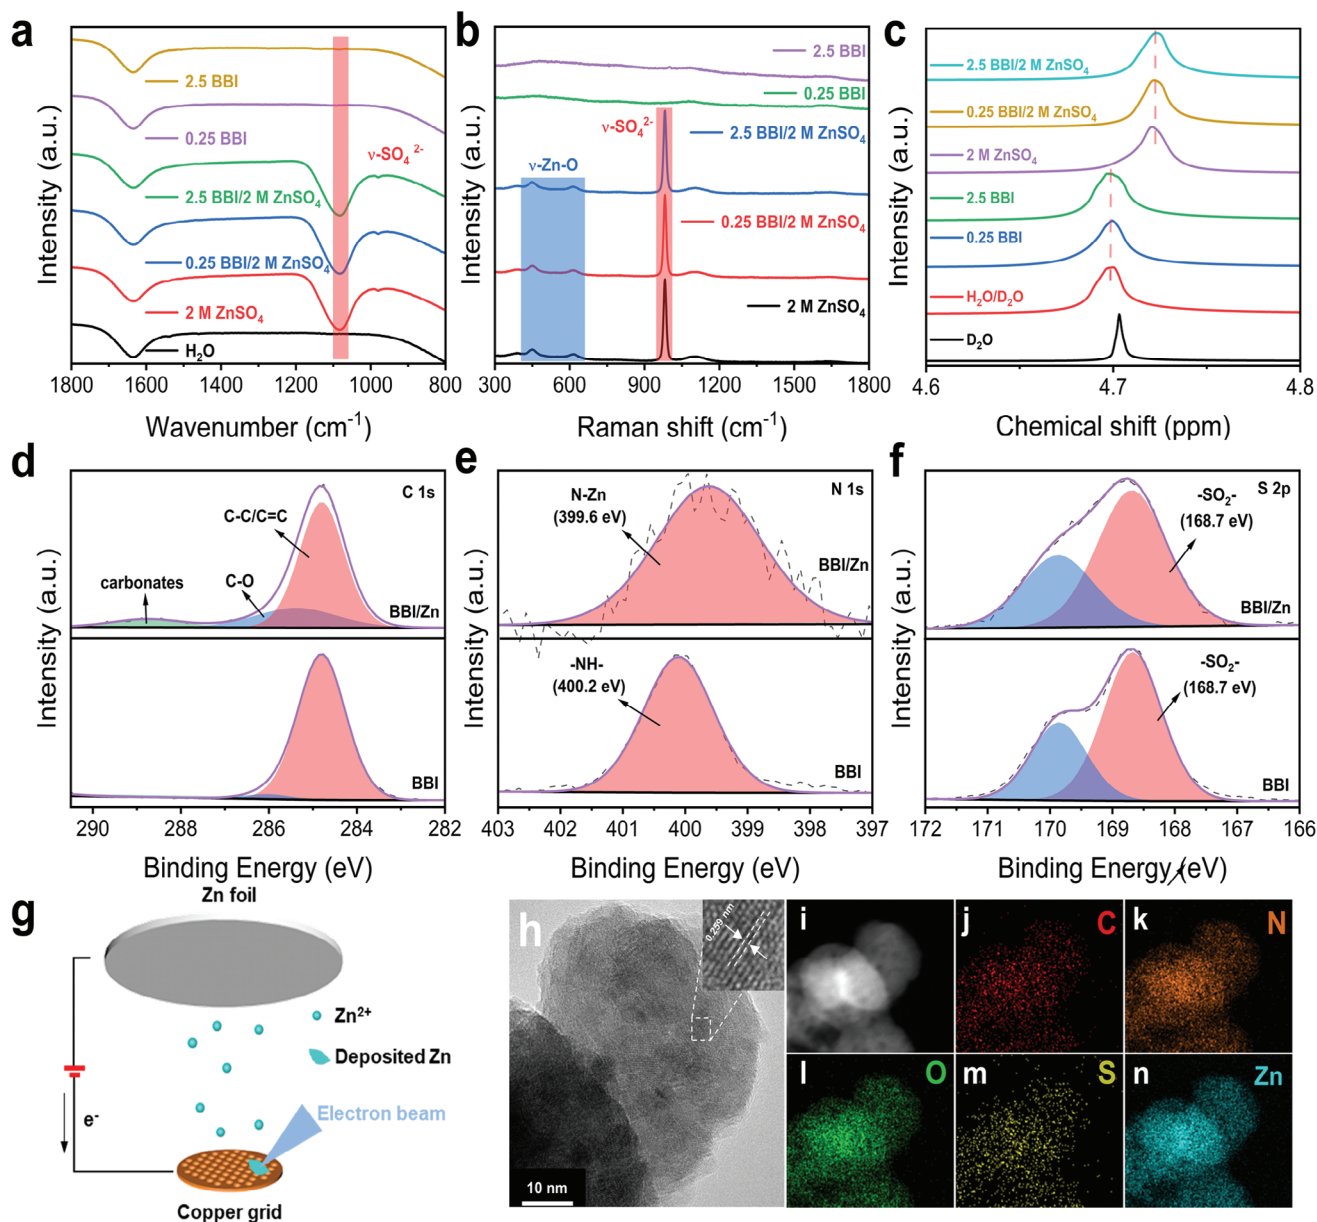 a
Intensity (a.u.)
2.5 BBI
0.25 BBI
ν-SO₄ ²⁻
2.5 BBI/2 M ZnSO₄
0.25 BBI/2 M ZnSO₄
2 M ZnSO₄
H₂O
1800 1600 1400 1200 1000 800
Wavenumber (cm⁻¹)
b
Intensity (a.u.)
2.5 BBI
0.25 BBI
ν-SO₄²⁻
2.5 BBI/2 M ZnSO₄
ν-Zn-O
0.25 BBI/2 M ZnSO₄
2 M ZnSO₄
300 600 900 1200 1500 1800
Raman shift (cm⁻¹)
c
Intensity (a.u.)
2.5 BBI/2 M ZnSO₄
0.25 BBI/2 M ZnSO₄
2 M ZnSO₄
2.5 BBI
0.25 BBI
H₂O/D₂O
D₂O
4.6 4.7 4.8
Chemical shift (ppm)
d
Intensity (a.u.)
C 1s
C-C/C=C
C-O
carbonates
BBI/Zn
BBI
290 288 286 284 282
Binding Energy (eV)
e
Intensity (a.u.)
N 1s
N-Zn
(399.6 eV)
BBI/Zn
-NH-
(400.2 eV)
BBI
403 402 401 400 399 398 397
Binding Energy (eV)
f
Intensity (a.u.)
S 2p
-SO₂-
(168.7 eV)
BBI/Zn
-SO₂-
(168.7 eV)
BBI
172 171 170 169 168 167 166
Binding Energy (eV)
g
Zn foil
Zn²⁺
Deposited Zn
Electron beam
e⁻
Copper grid
h
0.259 nm
10 nm
i
j C
k N
l O
m S
n Zn